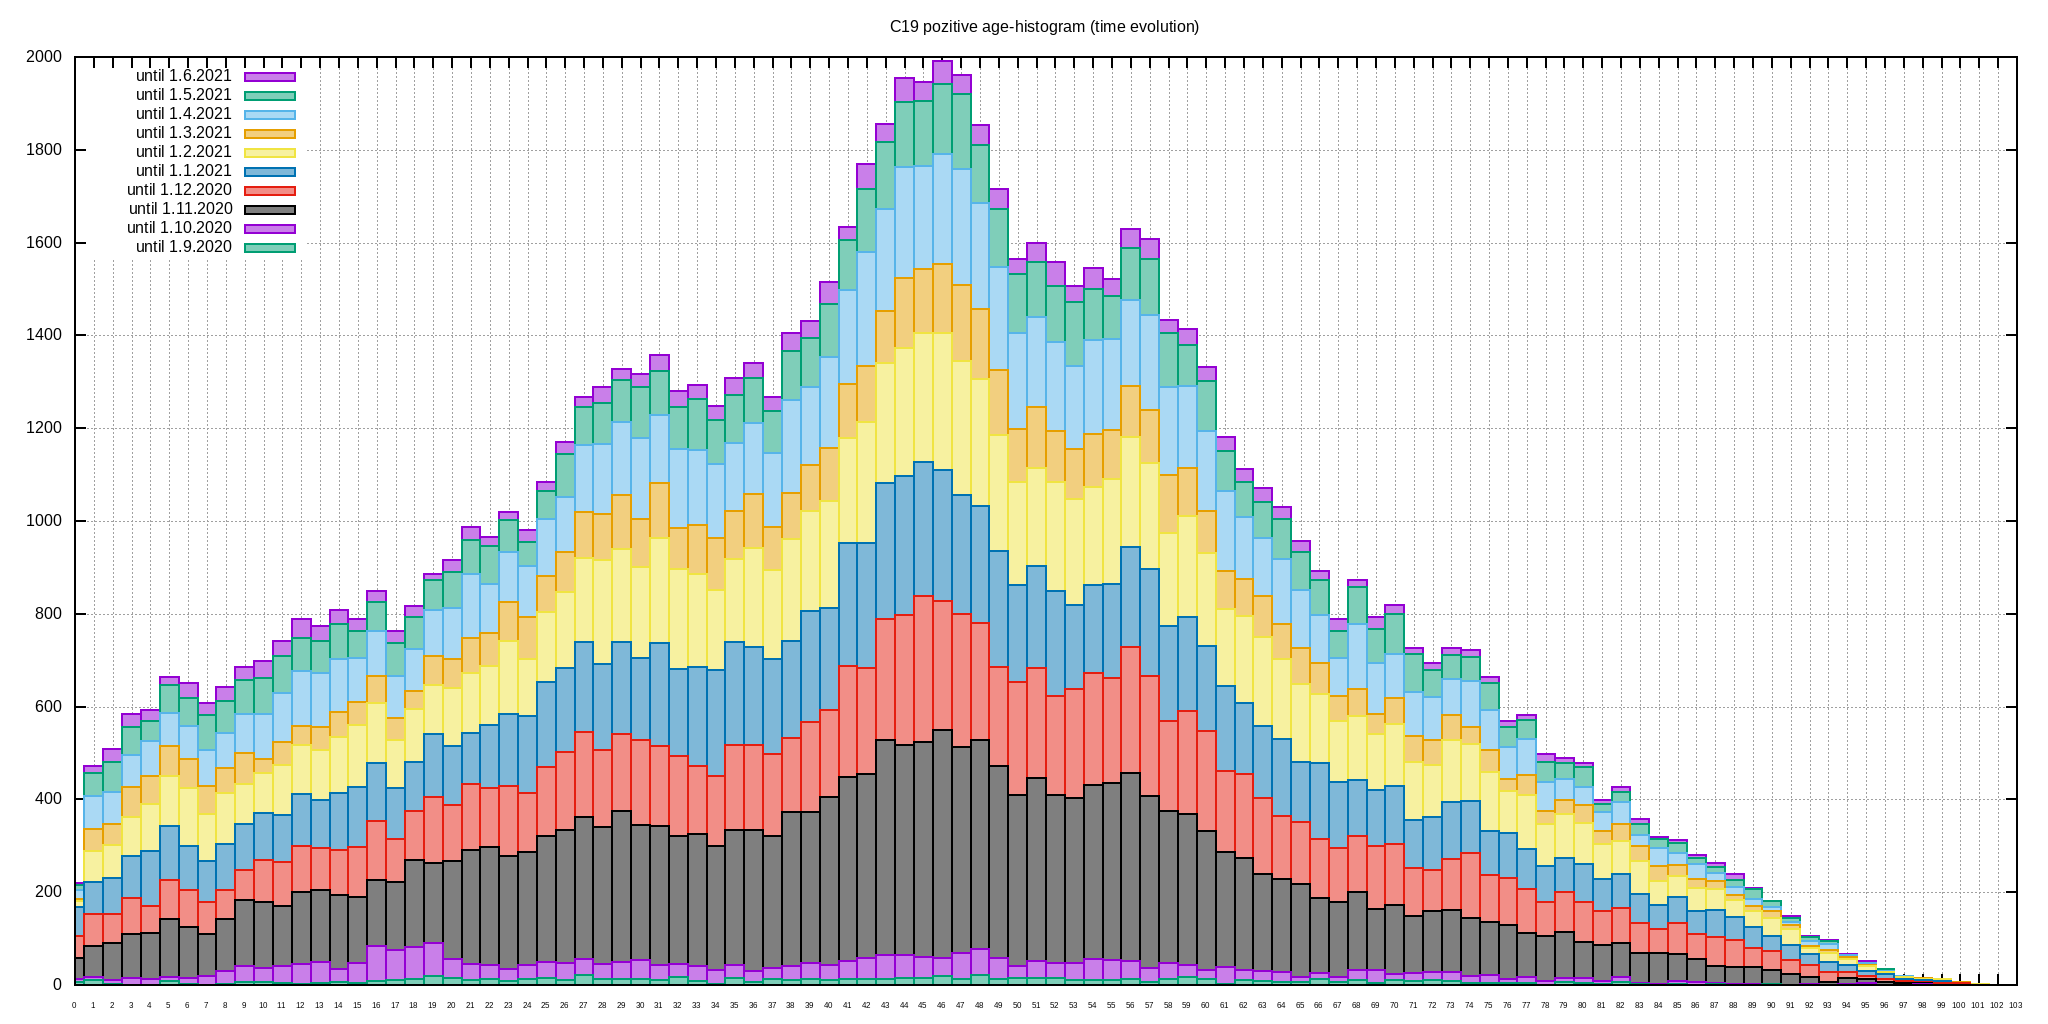 C19 pozitive age-histogram (time evolution)
2000
1800
1600
1400
1200
1000
800
600
400
200
0
until 1.6.2021
until 1.5.2021
until 1.4.2021
until 1.3.2021
until 1.2.2021
until 1.1.2021
until 1.12.2020
until 1.11.2020
until 1.10.2020
until 1.9.2020
0 1 2 3 4 5 6 7 8 9 10 11 12 13 14 15 16 17 18 19 20 21 22 23 24 25 26 27 28 29 30 31 32 33 34 35 36 37 38 39 40 41 42 43 44 45 46 47 48 49 50 51 52 53 54 55 56 57 58 59 60 61 62 63 64 65 66 67 68 69 70 71 72 73 74 75 76 77 78 79 80 81 82 83 84 85 86 87 88 89 90 91 92 93 94 95 96 97 98 99 100 101 102 103